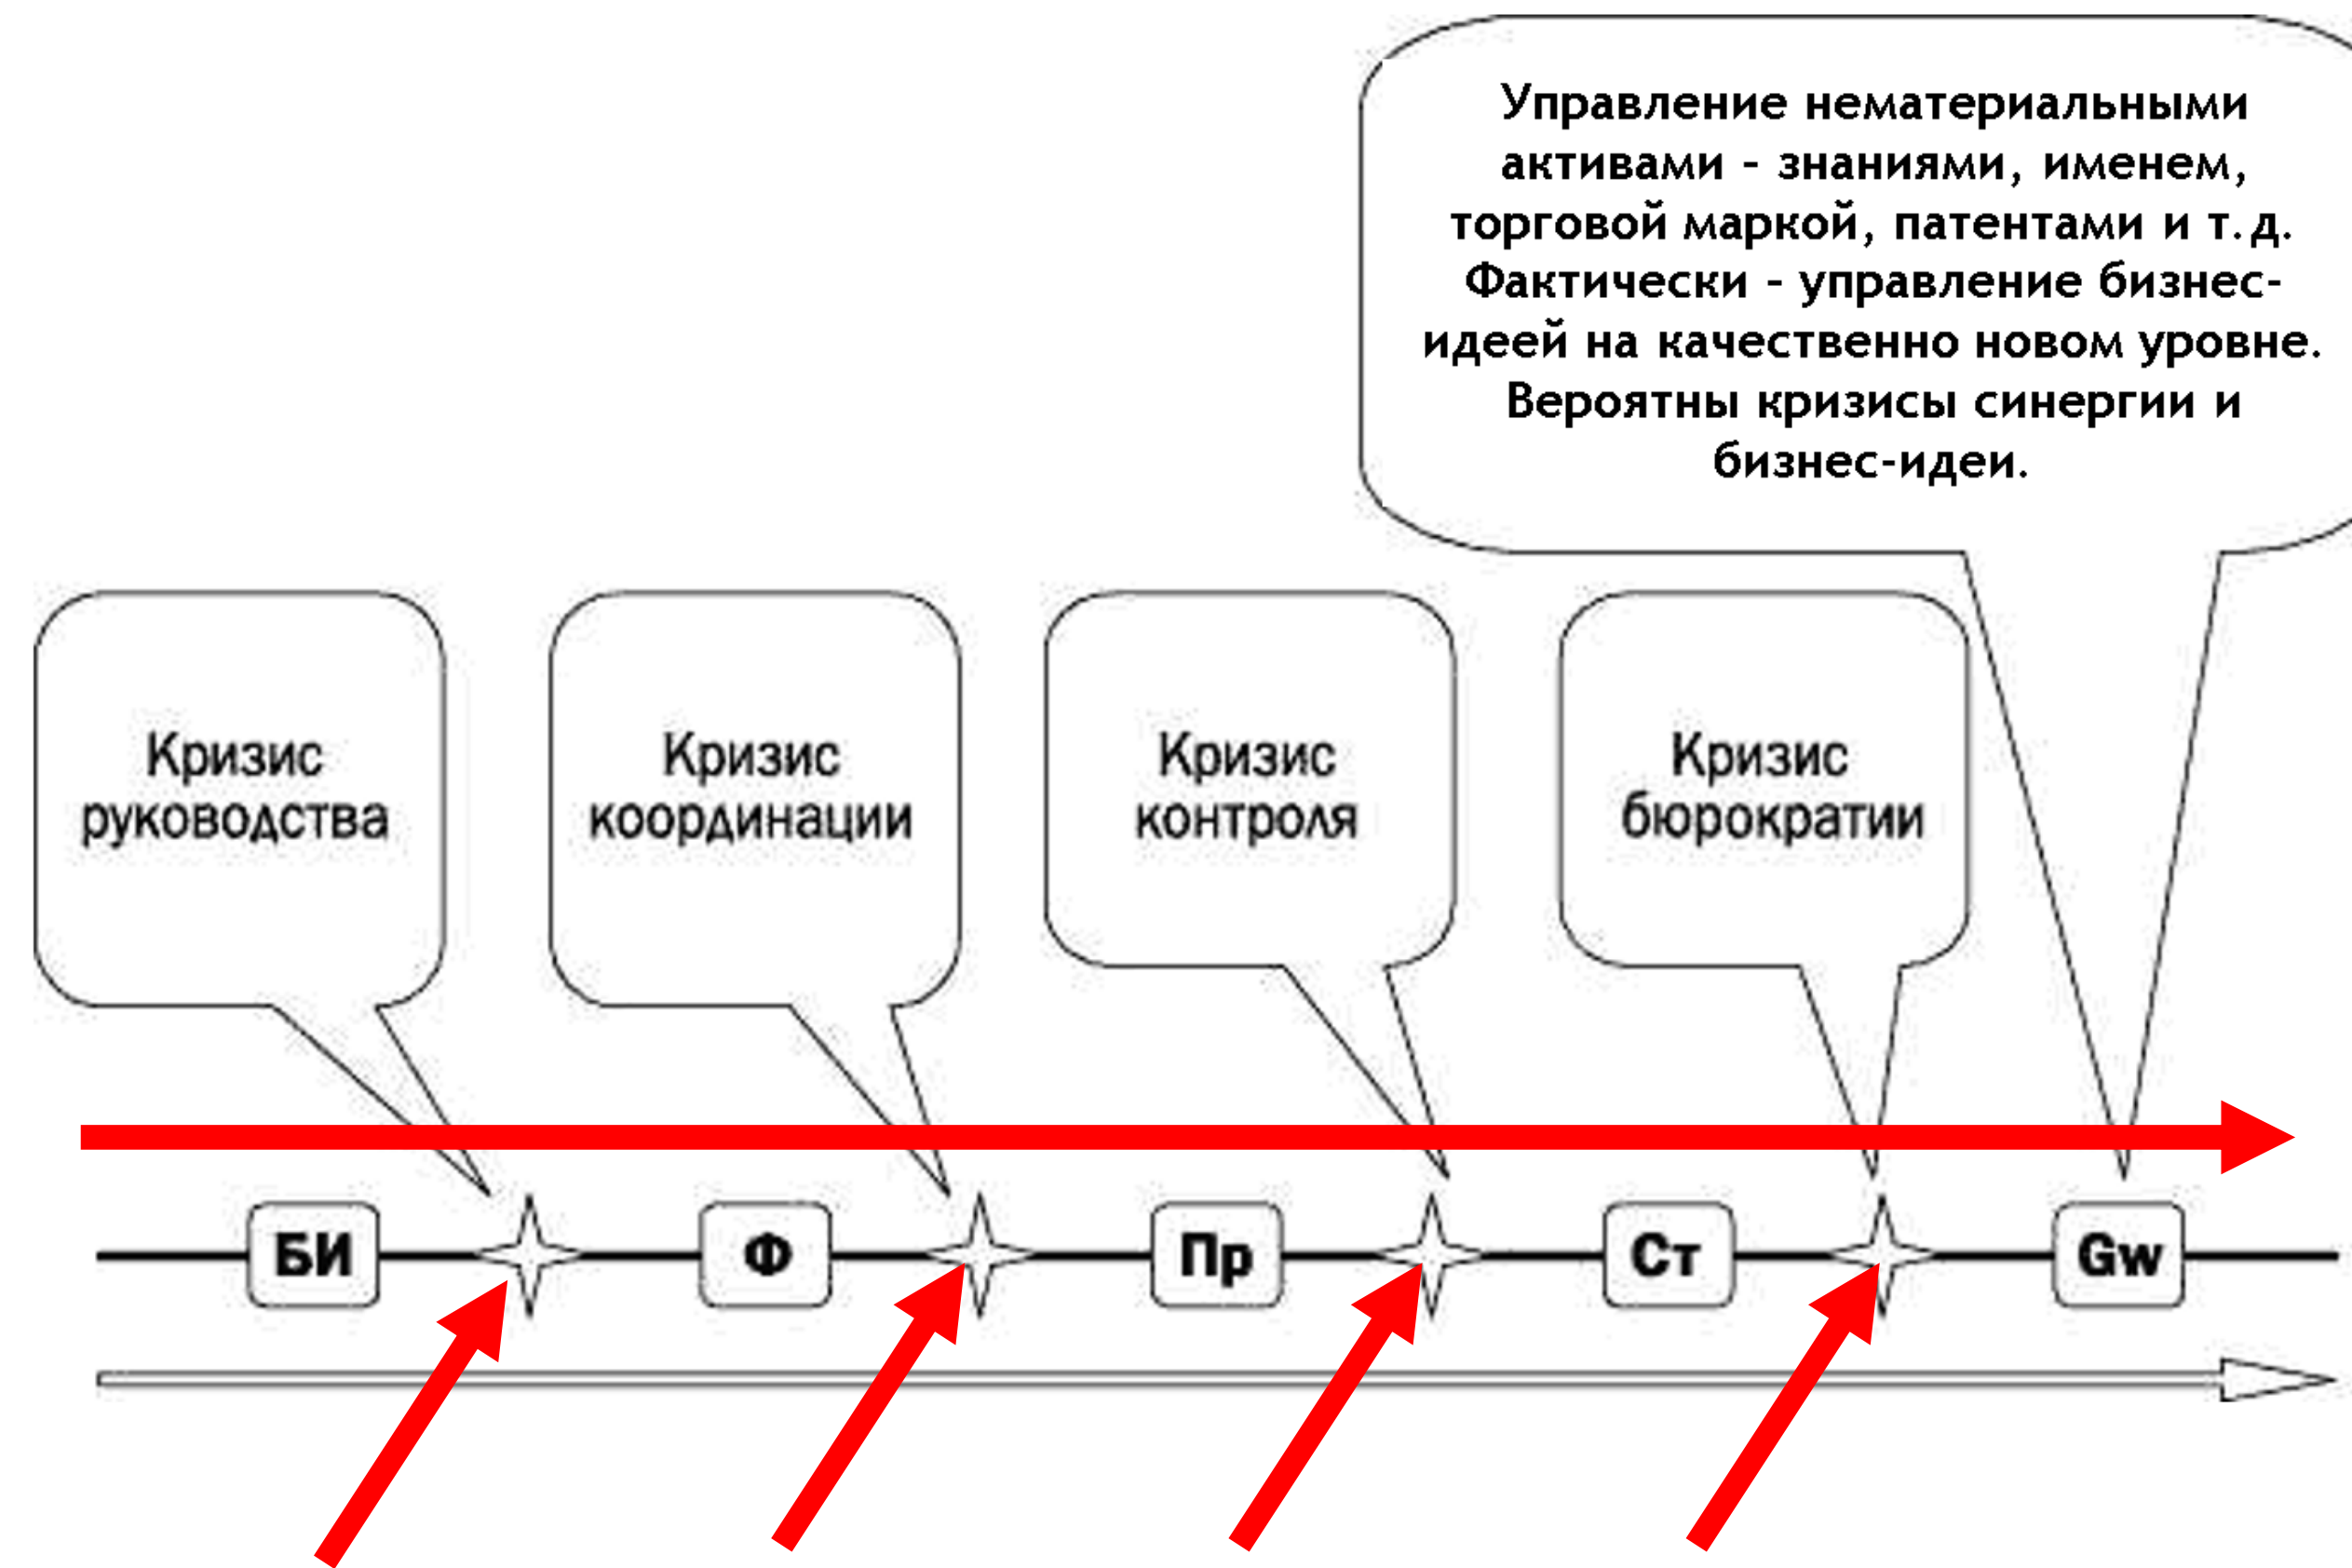 Управление нематериальными
активами - знаниями, именем,
торговой маркой, патентами и т.д.
Фактически - управление бизнес-
идеей на качественно новом уровне.
Вероятны кризисы синергии и
бизнес-идеи.
Кризис
руководства
Кризис
координации
Кризис
контроля
Кризис
бюрократии
БИ
Ф
Пр
Ст
Gw